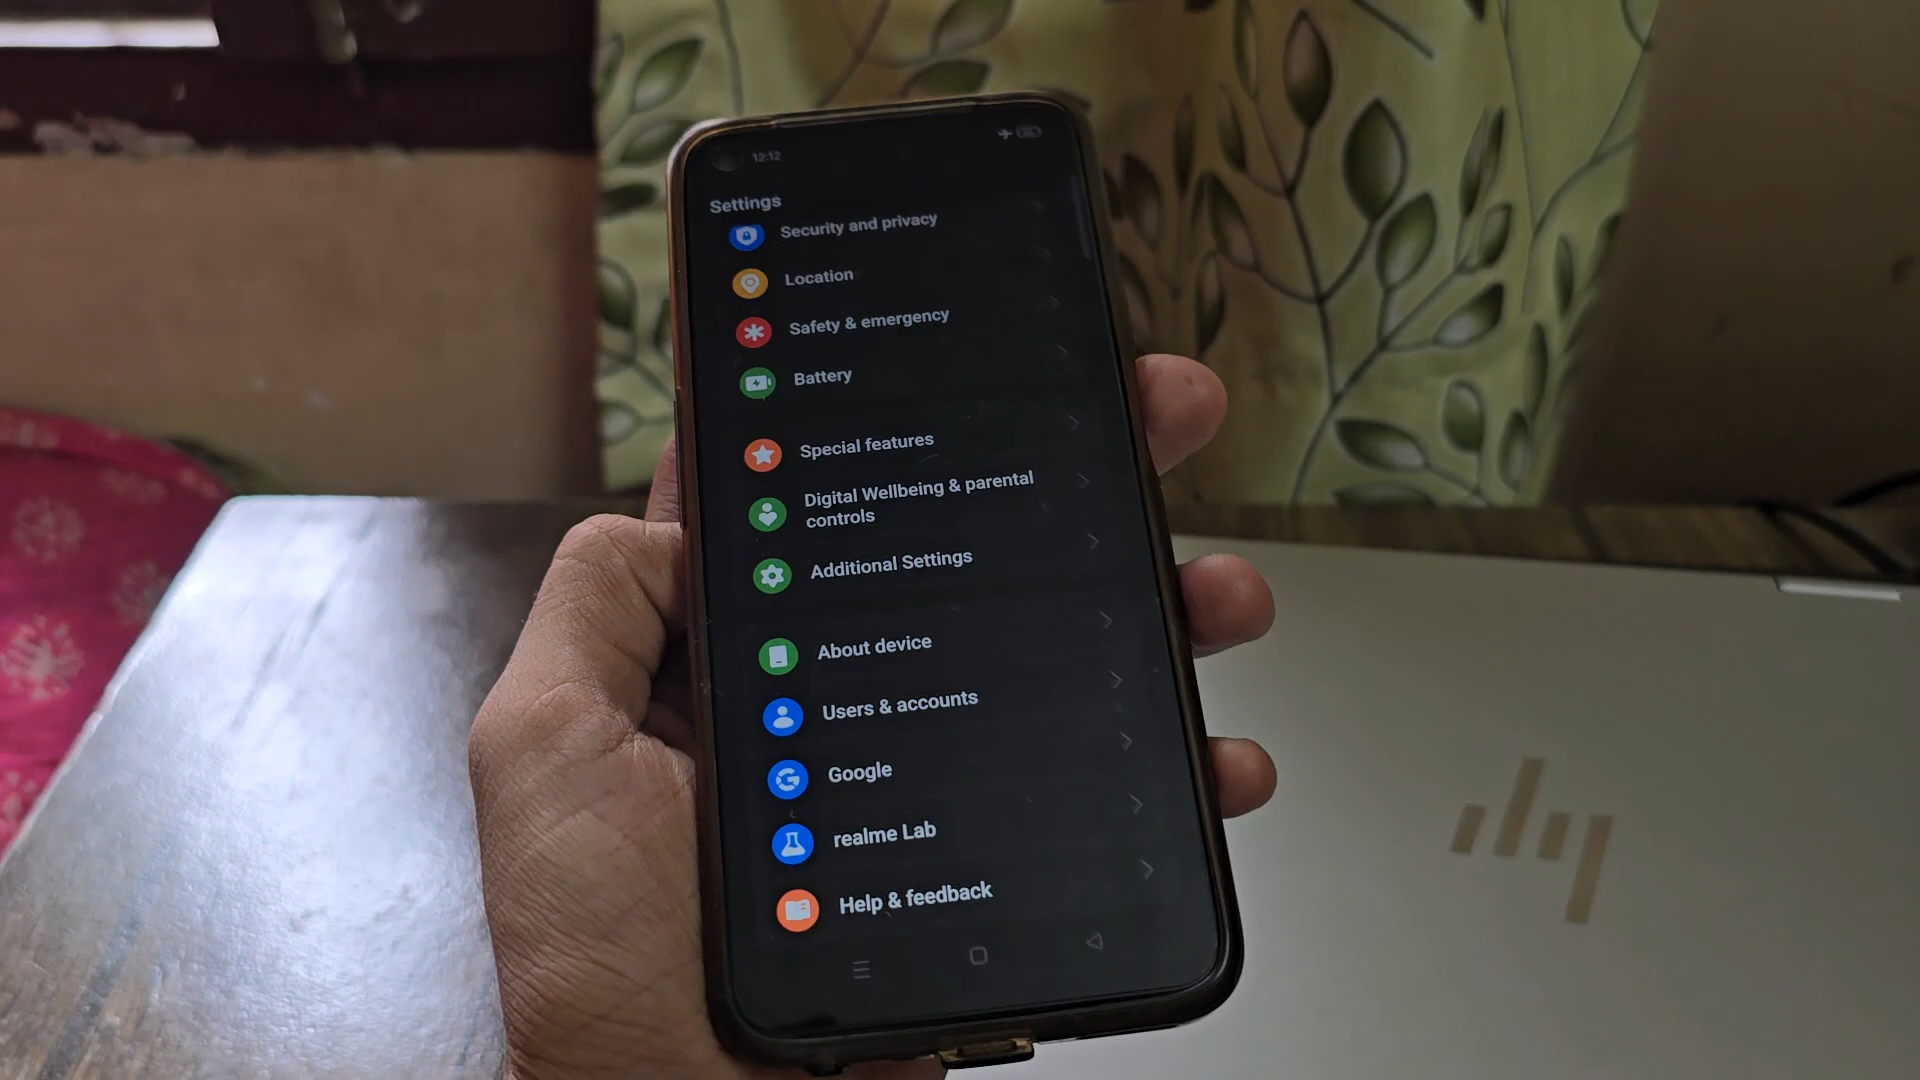 12:12
Settings
Security and privacy
Location
Safety & emergency
Battery
Special features
Digital Wellbeing & parental
controls
Additional Settings
About device
Users & accounts
Google
realme Lab
Help & feedback
hp